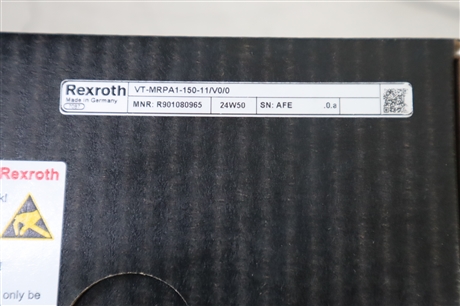 Rexroth
Made in Germany
VT-MRPA1-150-11/V0/0
MNR: R901080965
24W50
SN: AFE
.0.a
Rexroth
only be